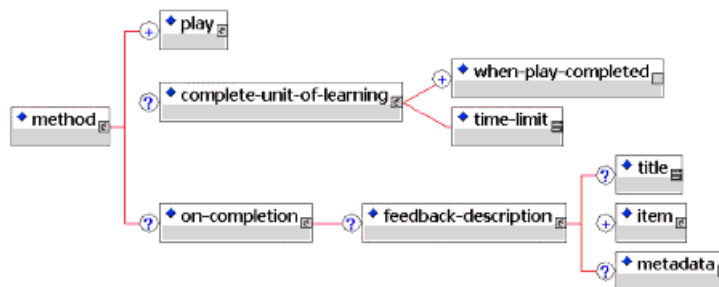 play
when-play-completed
complete-unit-of-learning
method
time-limit
title
on-completion
feedback-description
item
metadata